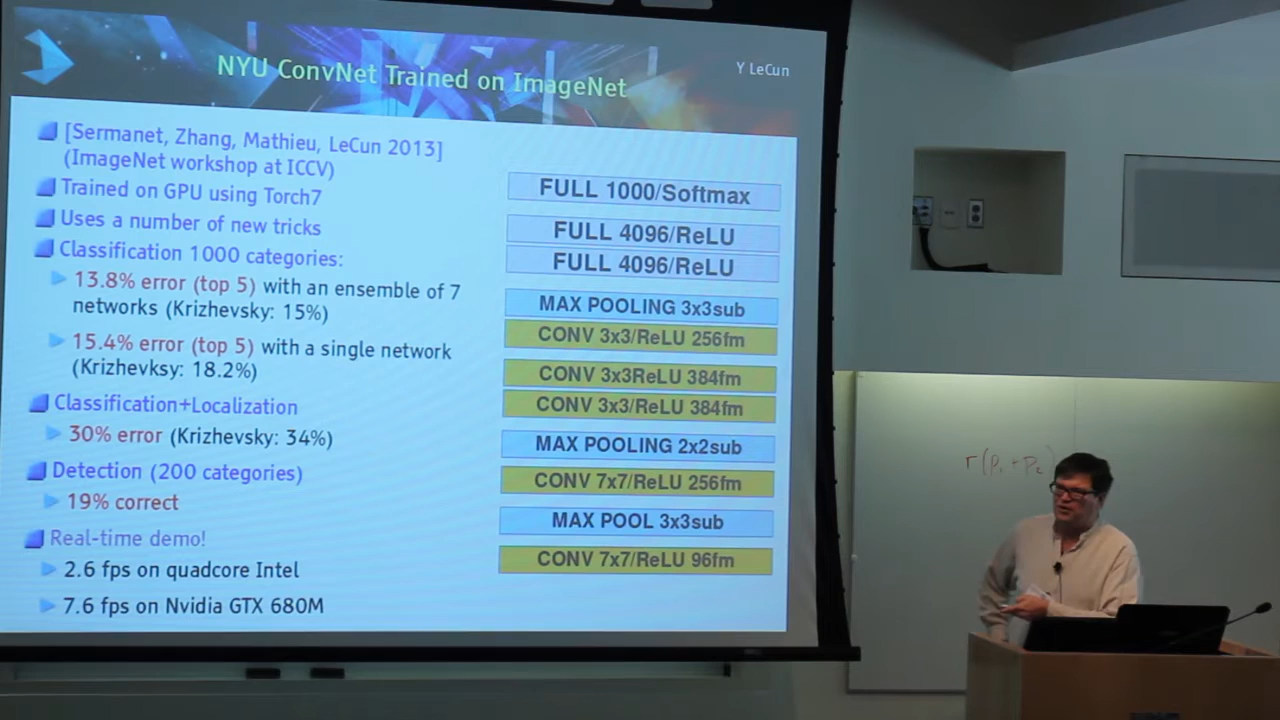 NYU ConvNet Trained on ImageNet
Y LeCun
[Sermanet, Zhang, Mathieu, LeCun 2013]
(ImageNet workshop at ICCV)
Trained on GPU using Torch7
Uses a number of new tricks
Classification 1000 categories:
13.8% error (top 5) with an ensemble of 7
networks (Krizhevsky: 15%)
15.4% error (top 5) with a single network
(Krizhevksy: 18.2%)
Classification+Localization
30% error (Krizhevsky: 34%)
Detection (200 categories)
19% correct
Real-time demo!
2.6 fps on quadcore Intel
7.6 fps on Nvidia GTX 680M
FULL 1000/Softmax
FULL 4096/ReLU
FULL 4096/ReLU
MAX POOLING 3x3sub
CONV 3x3/ReLU 256fm
CONV 3x3ReLU 384fm
CONV 3x3/ReLU 384fm
MAX POOLING 2x2sub
CONV 7x7/ReLU 256fm
MAX POOL 3x3sub
CONV 7x7/ReLU 96fm
r(p₁+p₂)